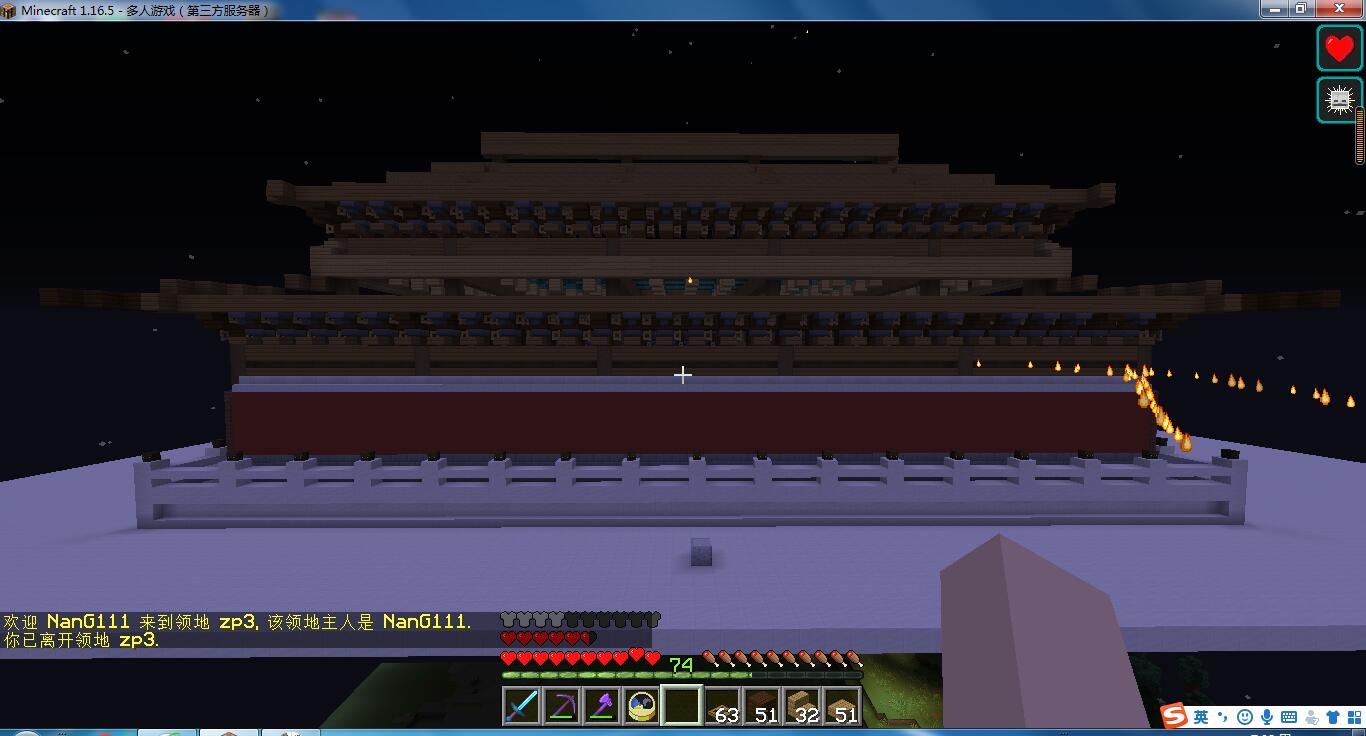 Minecraft 1.16.5 - 多人游戏（第三方服务器）
欢迎 NanG111 来到领地 zp3, 该领地主人是 NanG111.
你已离开领地 zp3.
74
63 51 32 51
S 英